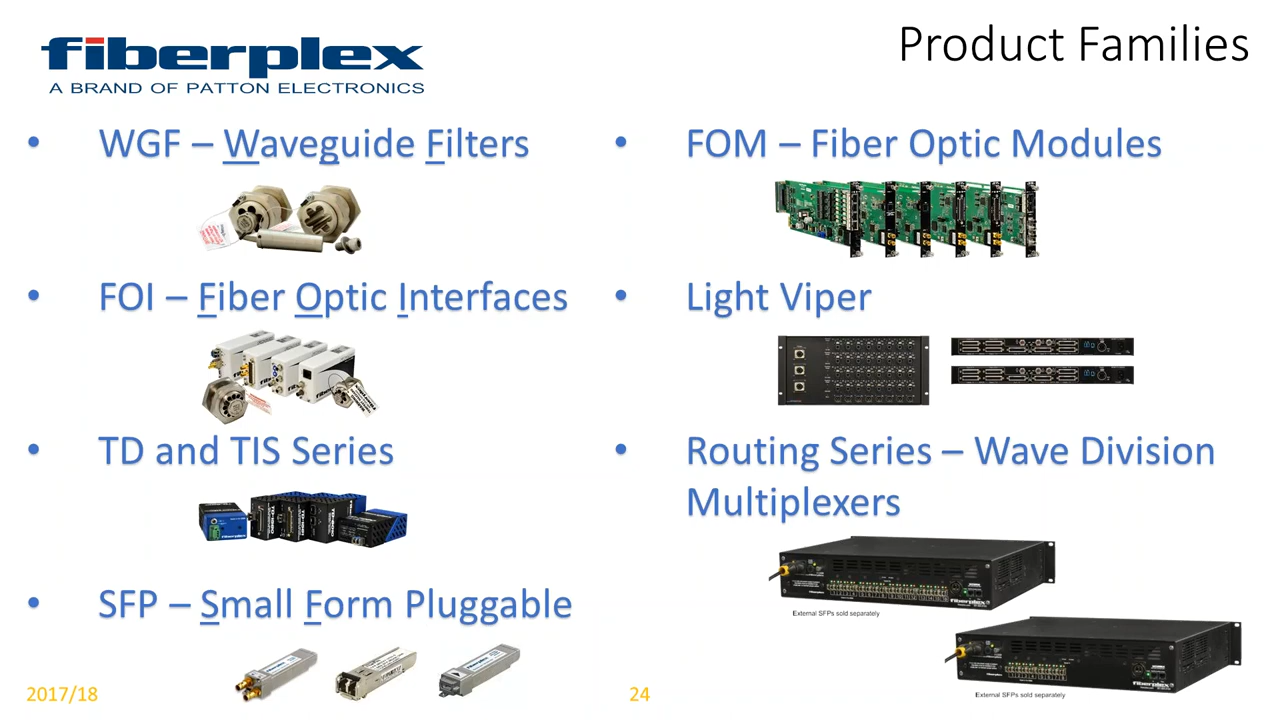 fiberplex
A BRAND OF PATTON ELECTRONICS
Product Families
• WGF – Waveguide Filters
• FOI – Fiber Optic Interfaces
• TD and TIS Series
• SFP – Small Form Pluggable
• FOM – Fiber Optic Modules
• Light Viper
• Routing Series – Wave Division
Multiplexers
fiberplex
External SFPs sold separately
fiberplex
External SFPs sold separately
2017/18
24